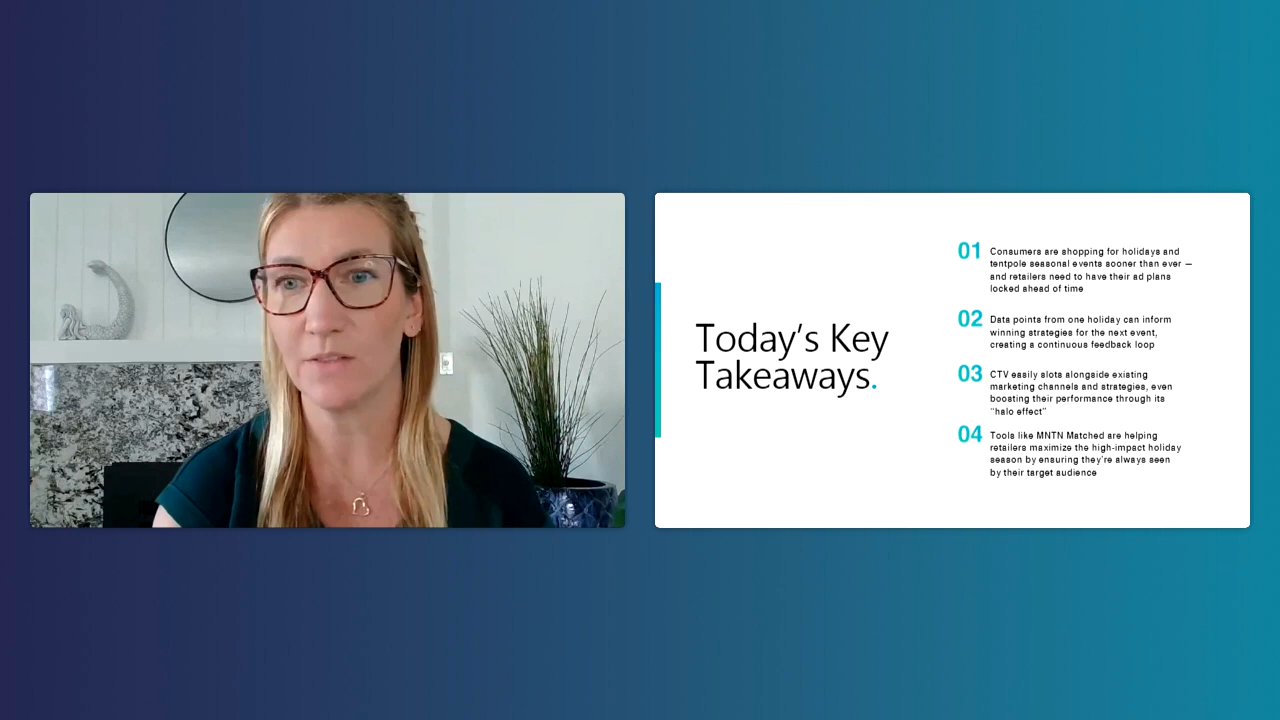 Today's Key
Takeaways.
01
Consumers are shopping for holidays and
tentpole seasonal events sooner than ever —
and retailers need to have their ad plans
locked ahead of time
02
Data points from one holiday can inform
winning strategies for the next event,
creating a continuous feedback loop
03
CTV easily slots alongside existing
marketing channels and strategies, even
boosting their performance through its
"halo effect"
04
Tools like MNTN Matched are helping
retailers maximize the high-impact holiday
season by ensuring they're always seen
by their target audience